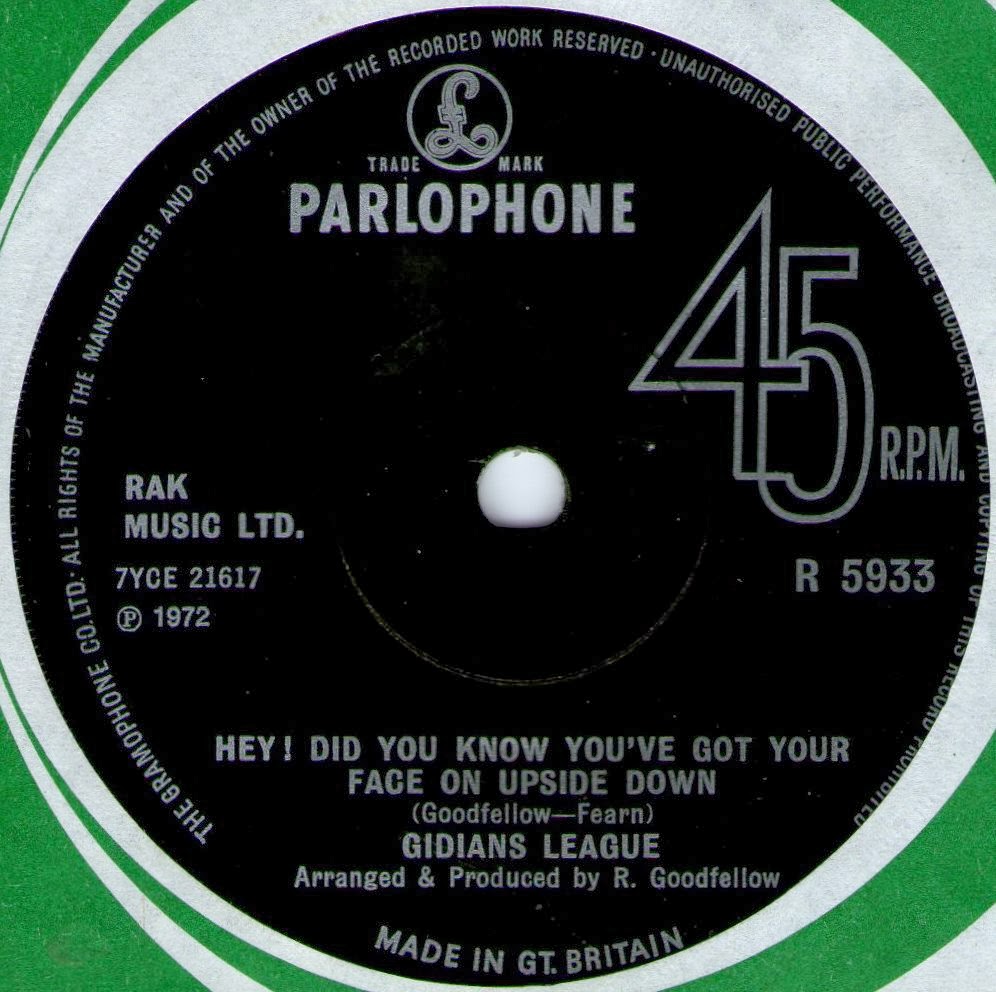 THE GRAMOPHONE CO. LTD. · ALL RIGHTS OF THE MANUFACTURER AND OF THE OWNER OF THE RECORDED WORK RESERVED · UNAUTHORISED PUBLIC PERFORMANCE BROADCASTING AND COPYING OF THIS RECORD PROHIBITED
£
TRADE MARK
PARLOPHONE
45
R.P.M.
RAK
MUSIC LTD.
7YCE 21617
Ⓟ 1972
R 5933
HEY! DID YOU KNOW YOU'VE GOT YOUR
FACE ON UPSIDE DOWN
(Goodfellow—Fearn)
GIDIANS LEAGUE
Arranged & Produced by R. Goodfellow
MADE IN GT. BRITAIN